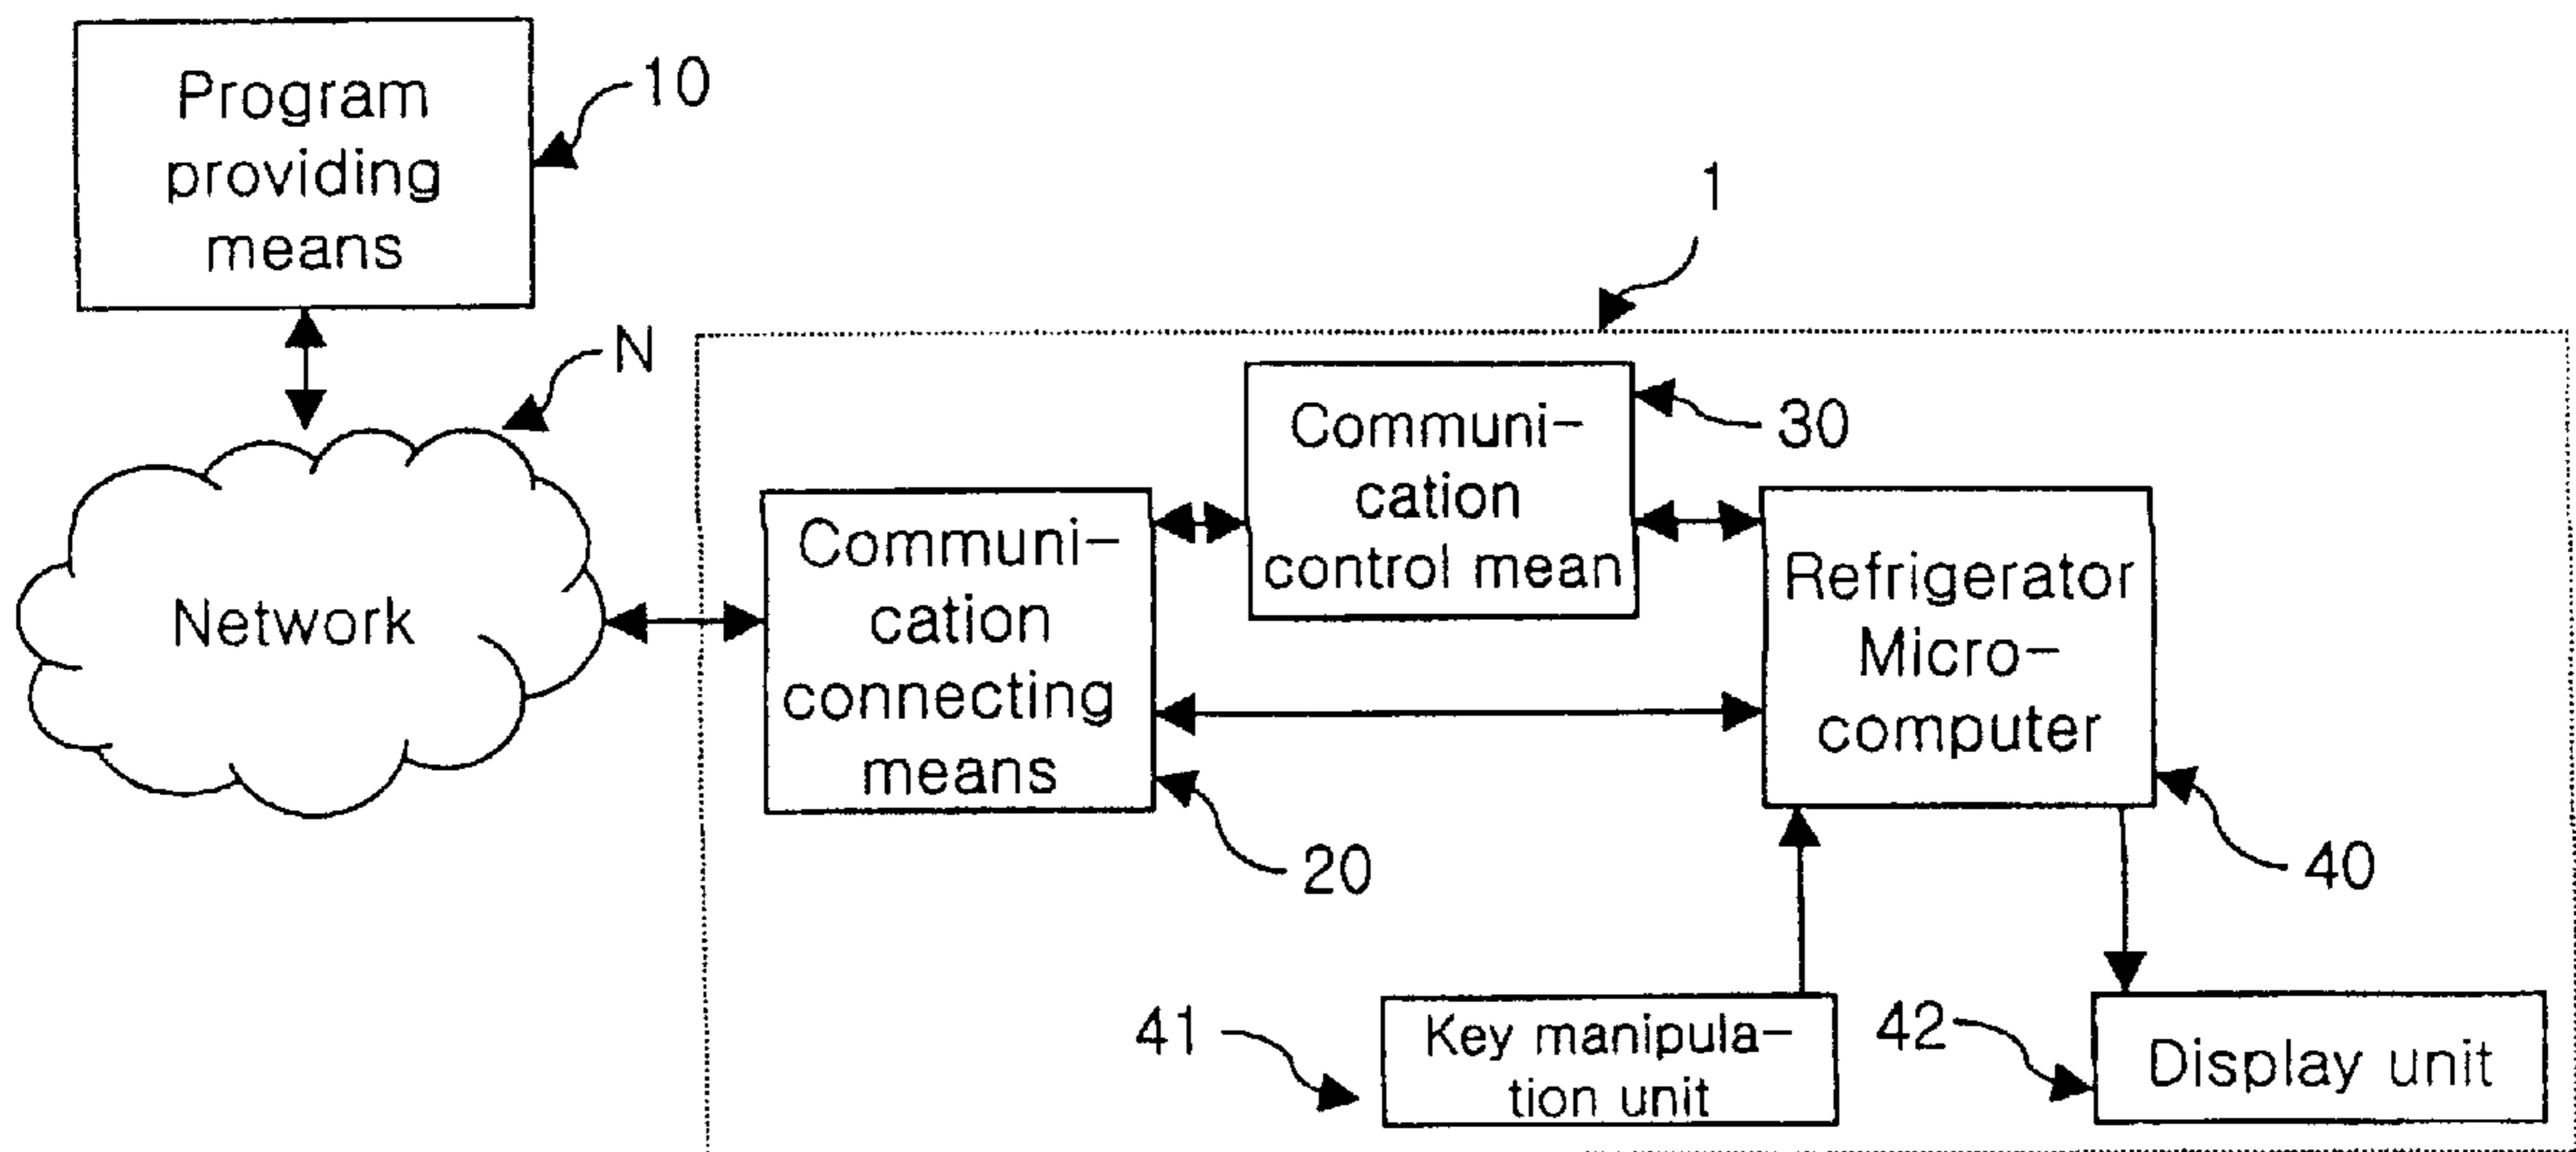 Program
providing
means
10
N
Network
1
Communi-
cation
control mean
30
Communi-
cation
connecting
means
20
Refrigerator
Micro-
computer
40
41
Key manipula-
tion unit
42
Display unit